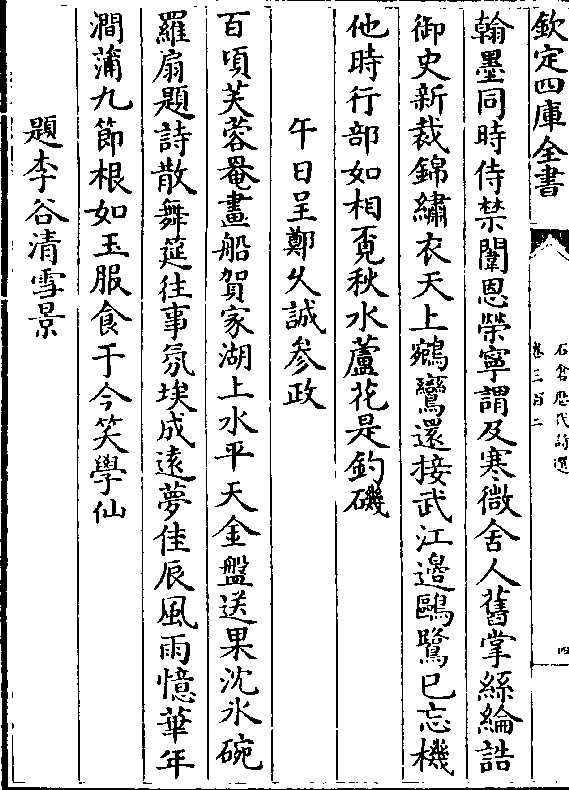 欽定四庫全書
石倉歷代詩選
卷三百二
四
翰墨同時侍禁闈恩榮寧謂及寒微舍人舊掌絲綸誥
御史新裁錦繡衣天上鵷鸞還接武江邊鷗鷺已忘機
他時行部如相覓秋水蘆花是釣磯
午日呈鄭久誠參政
百頃芙蓉罨畫船賀家湖上水平天金盤送果沈氷碗
羅扇題詩散舞筵往事氛埃成遠夢佳辰風雨憶華年
澗蒲九節根如玉服食于今笑學仙
題李谷清雪景